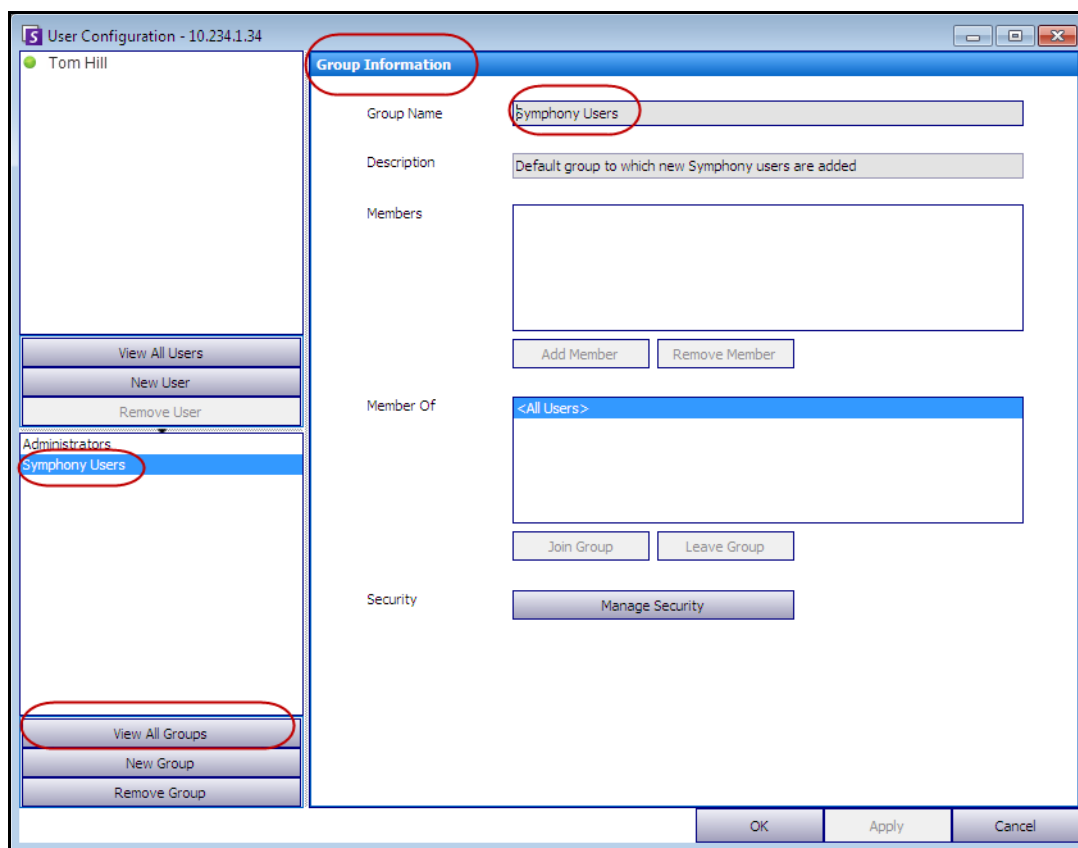 User Configuration - 10.234.1.34
Tom Hill
View All Users
New User
Remove User
Administrators
Symphony Users
View All Groups
New Group
Remove Group
Group Information
Group Name
Symphony Users
Description
Default group to which new Symphony users are added
Members
Add Member
Remove Member
Member Of
<All Users>
Join Group
Leave Group
Security
Manage Security
OK
Apply
Cancel